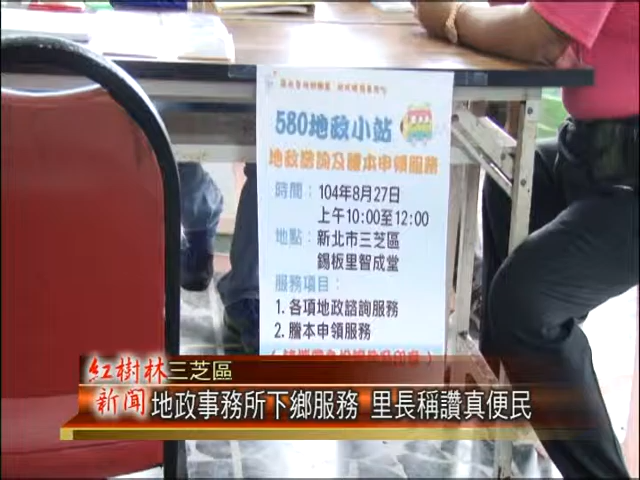 580地政小站
地政諮詢及謄本申領服務
時間：104年8月27日
上午10:00至12:00
地點：新北市三芝區
錫板里智成堂
服務項目：
1.各項地政諮詢服務
2.謄本申領服務
紅樹林 三芝區
新聞 地政事務所下鄉服務 里長稱讚真便民